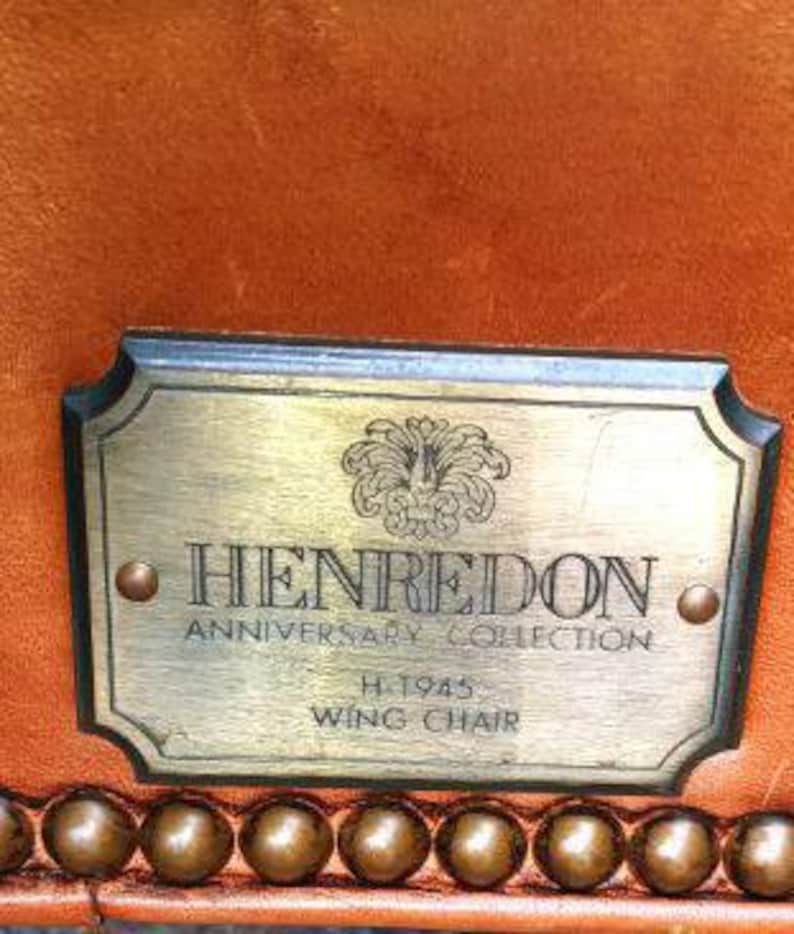 HENREDON
ANNIVERSARY COLLECTION
H-1945
WING CHAIR